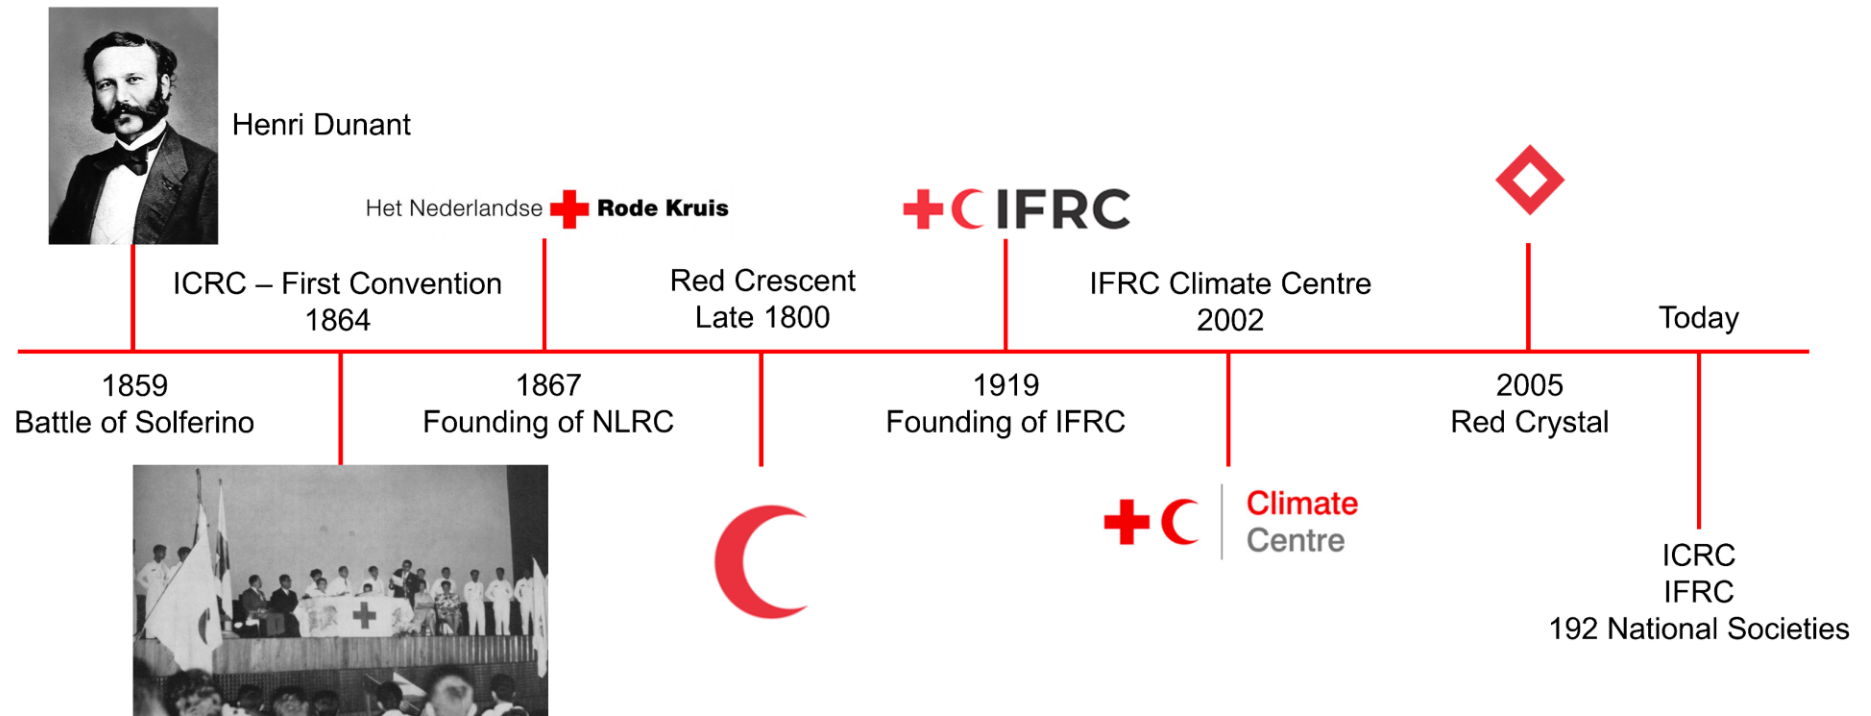 Henri Dunant
Het Nederlandse Rode Kruis
IFRC
ICRC – First Convention
1864
Red Crescent
Late 1800
IFRC Climate Centre
2002
Today
1859
Battle of Solferino
1867
Founding of NLRC
1919
Founding of IFRC
2005
Red Crystal
Climate
Centre
ICRC
IFRC
192 National Societies